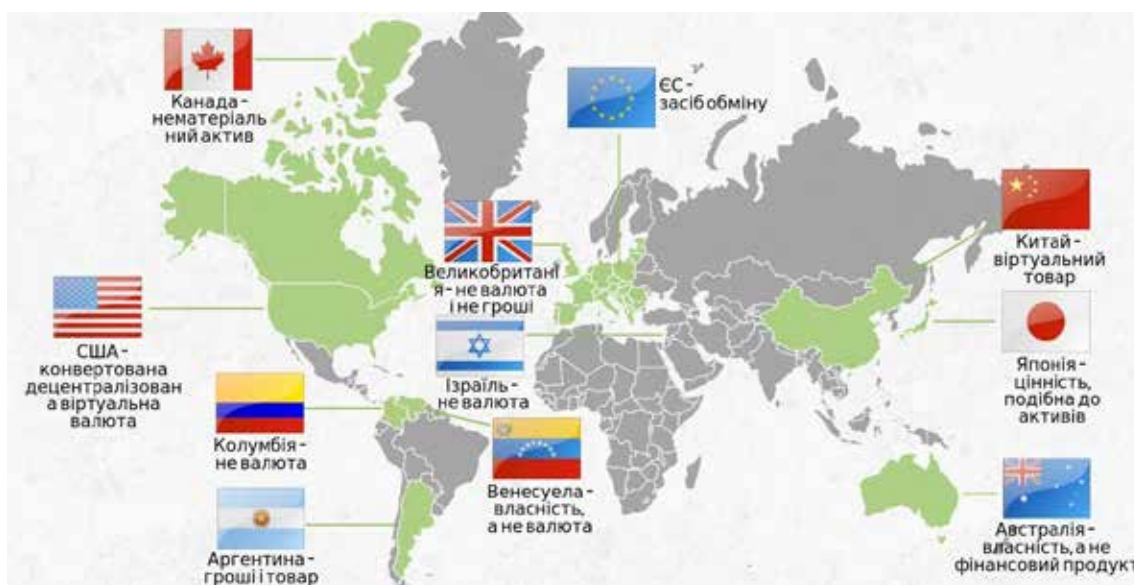 Канада-
нематеріаль
ний актив
ЄС -
засіб обміну
Великобритані
я- не валюта
і не гроші
Китай -
віртуальний
товар
США -
конвертована
децентралізован
а віртуальна
валюта
Ізраїль -
не валюта
Японія -
цінність,
подібна до
активів
Колумбія -
не валюта
Венесуела -
власність,
а не валюта
Аргентина -
гроші і товар
Австралія -
власність, а не
фінансовий продукт